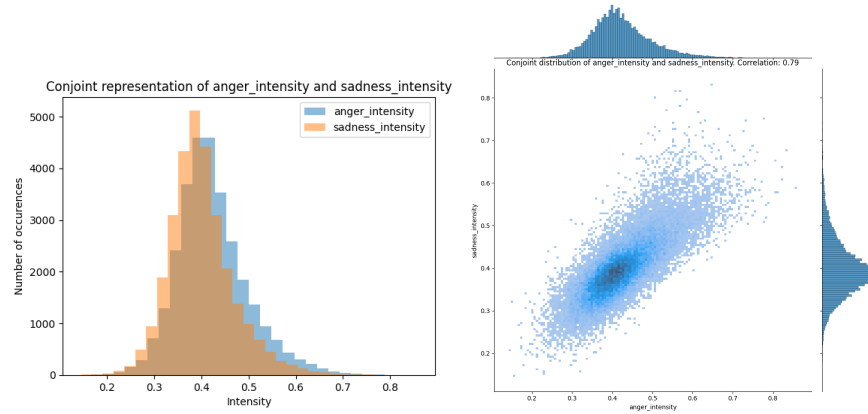 Conjoint representation of anger_intensity and sadness_intensity
anger_intensity
sadness_intensity
Number of occurences
5000
4000
3000
2000
1000
0
0.2 0.3 0.4 0.5 0.6 0.7 0.8
Intensity
Conjoint distribution of anger_intensity and sadness_intensity. Correlation: 0.79
sadness_intensity
0.8
0.7
0.6
0.5
0.4
0.3
0.2
0.2 0.3 0.4 0.5 0.6 0.7 0.8
anger_intensity